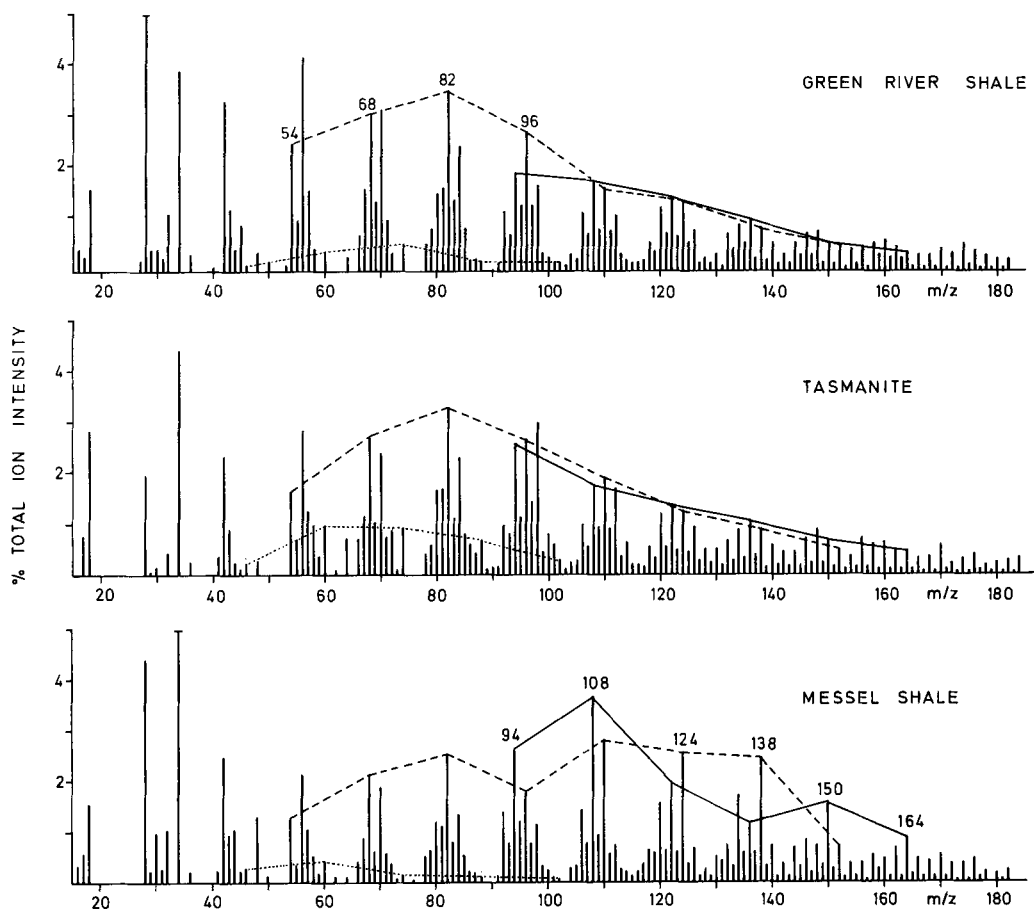 GREEN RIVER SHALE
4
2
54
68
82
96
20 40 60 80 100 120 140 160 m/z 180
% TOTAL ION INTENSITY
TASMANITE
4
2
20 40 60 80 100 120 140 160 m/z 180
MESSEL SHALE
4
2
94
108
124
138
150
164
20 40 60 80 100 120 140 160 m/z 180